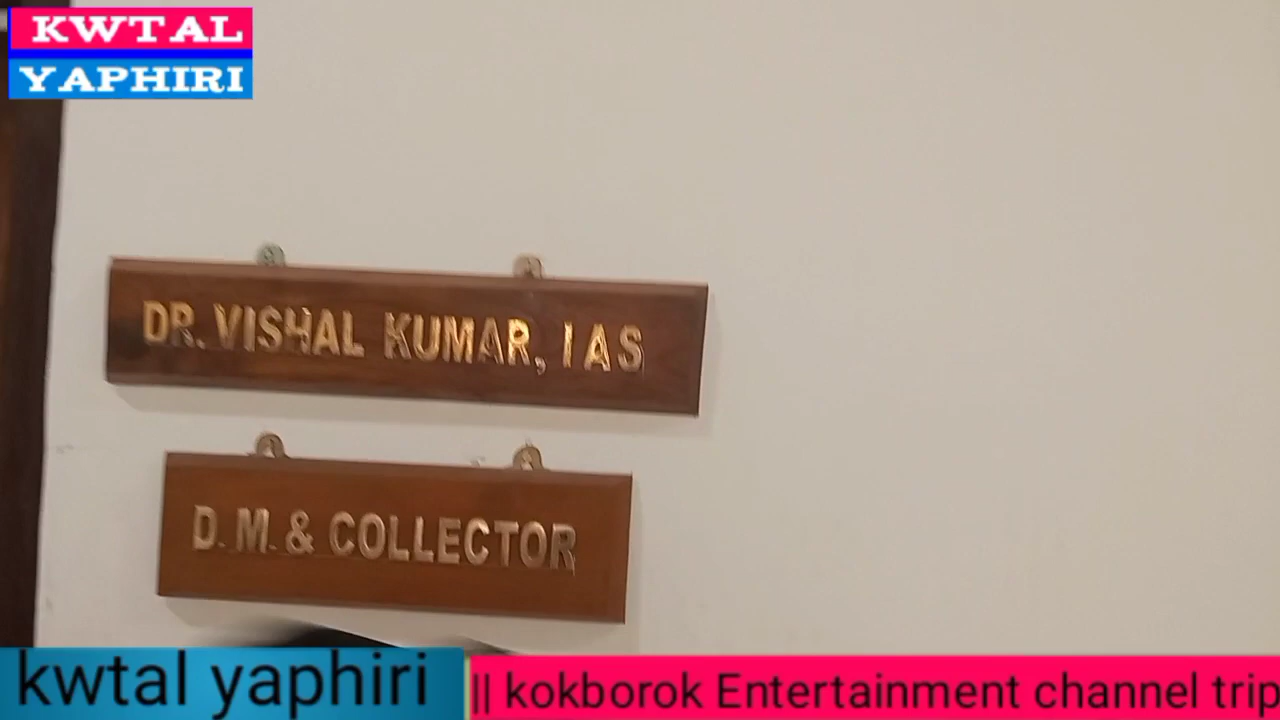 KWTAL
YAPHIRI
DR. VISHAL KUMAR, IAS
D.M. & COLLECTOR
kwtal yaphiri
|| kokborok Entertainment channel trip